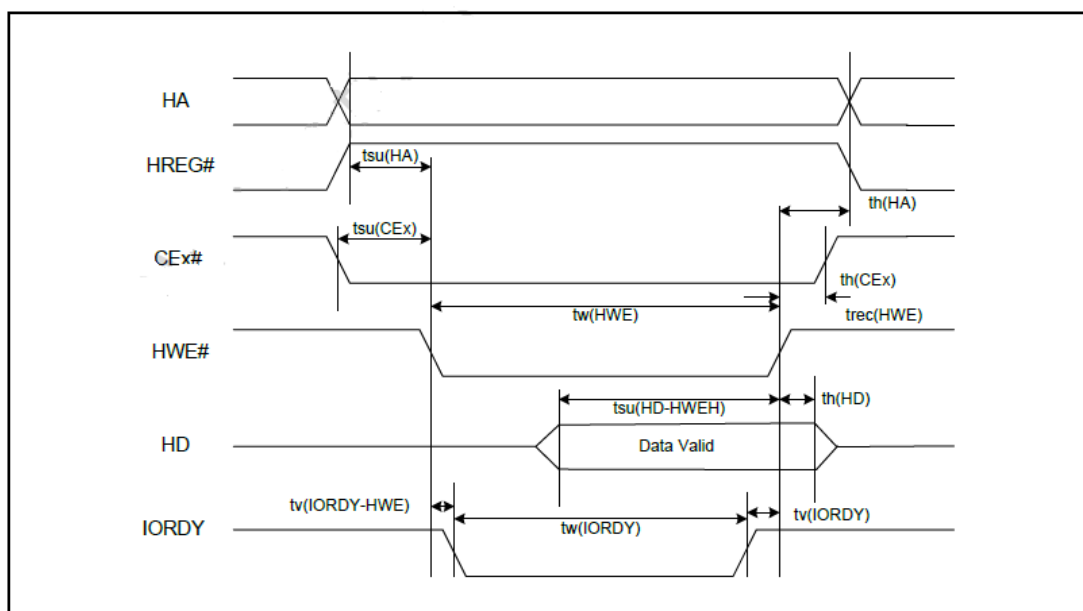 HA
HREG#
tsu(HA)
th(HA)
tsu(CEx)
CEx#
th(CEx)
tw(HWE)
trec(HWE)
HWE#
tsu(HD-HWEH)
th(HD)
HD
Data Valid
tv(IORDY-HWE)
tw(IORDY)
tv(IORDY)
IORDY